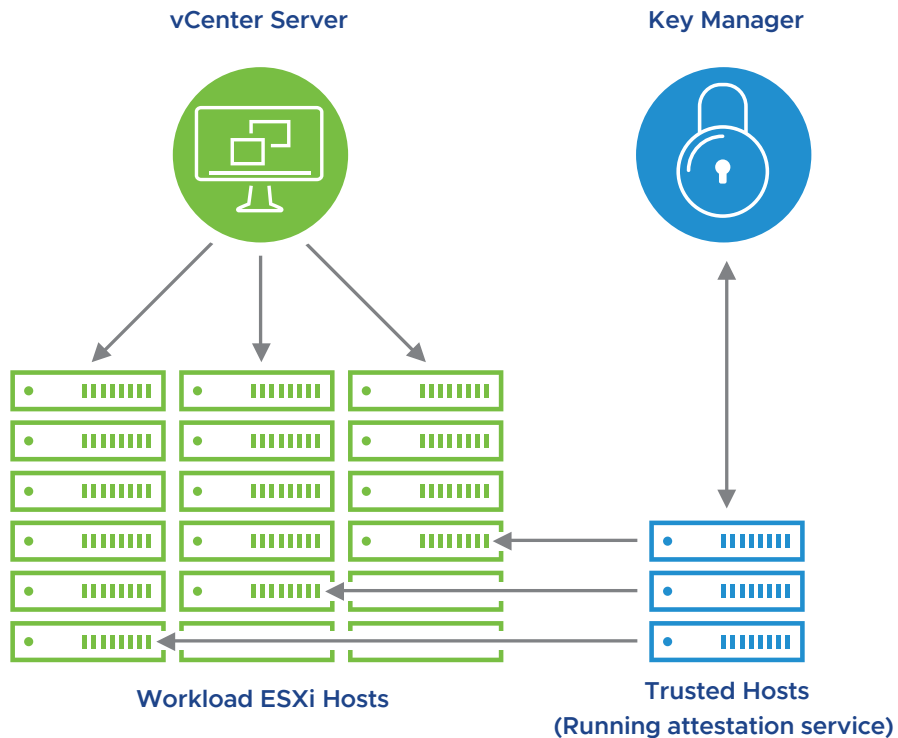 vCenter Server
Key Manager
Workload ESXi Hosts
Trusted Hosts
(Running attestation service)